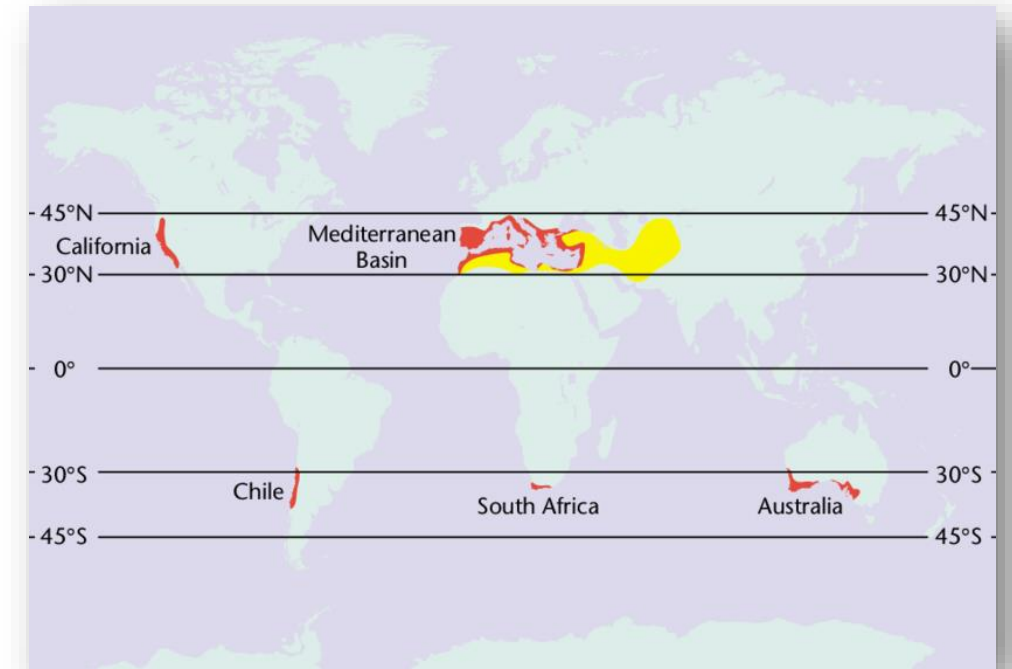 45°N 45°N
California
Mediterranean
Basin
30°N 30°N
0° 0°
30°S 30°S
Chile
South Africa
Australia
45°S 45°S